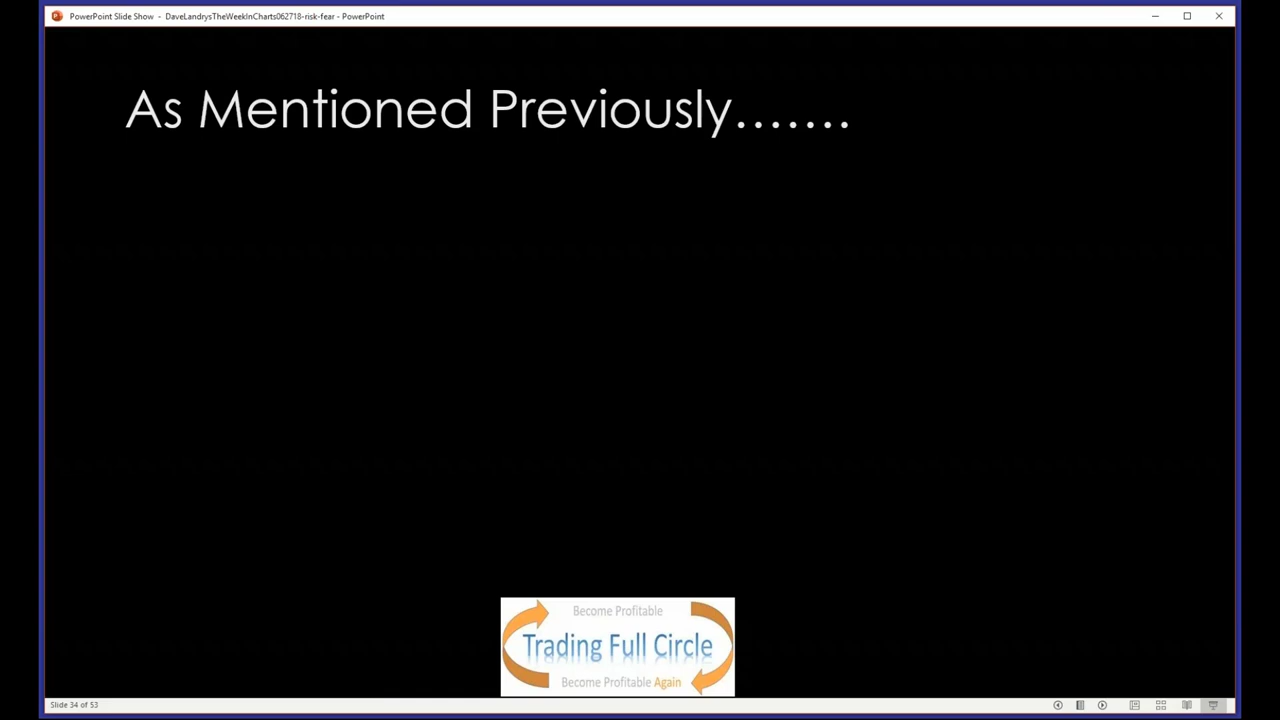 PowerPoint Slide Show - DaveLandrysTheWeekInCharts062718-risk-fear - PowerPoint
As Mentioned Previously…….
Become Profitable
Trading Full Circle
Become Profitable Again
Slide 34 of 53